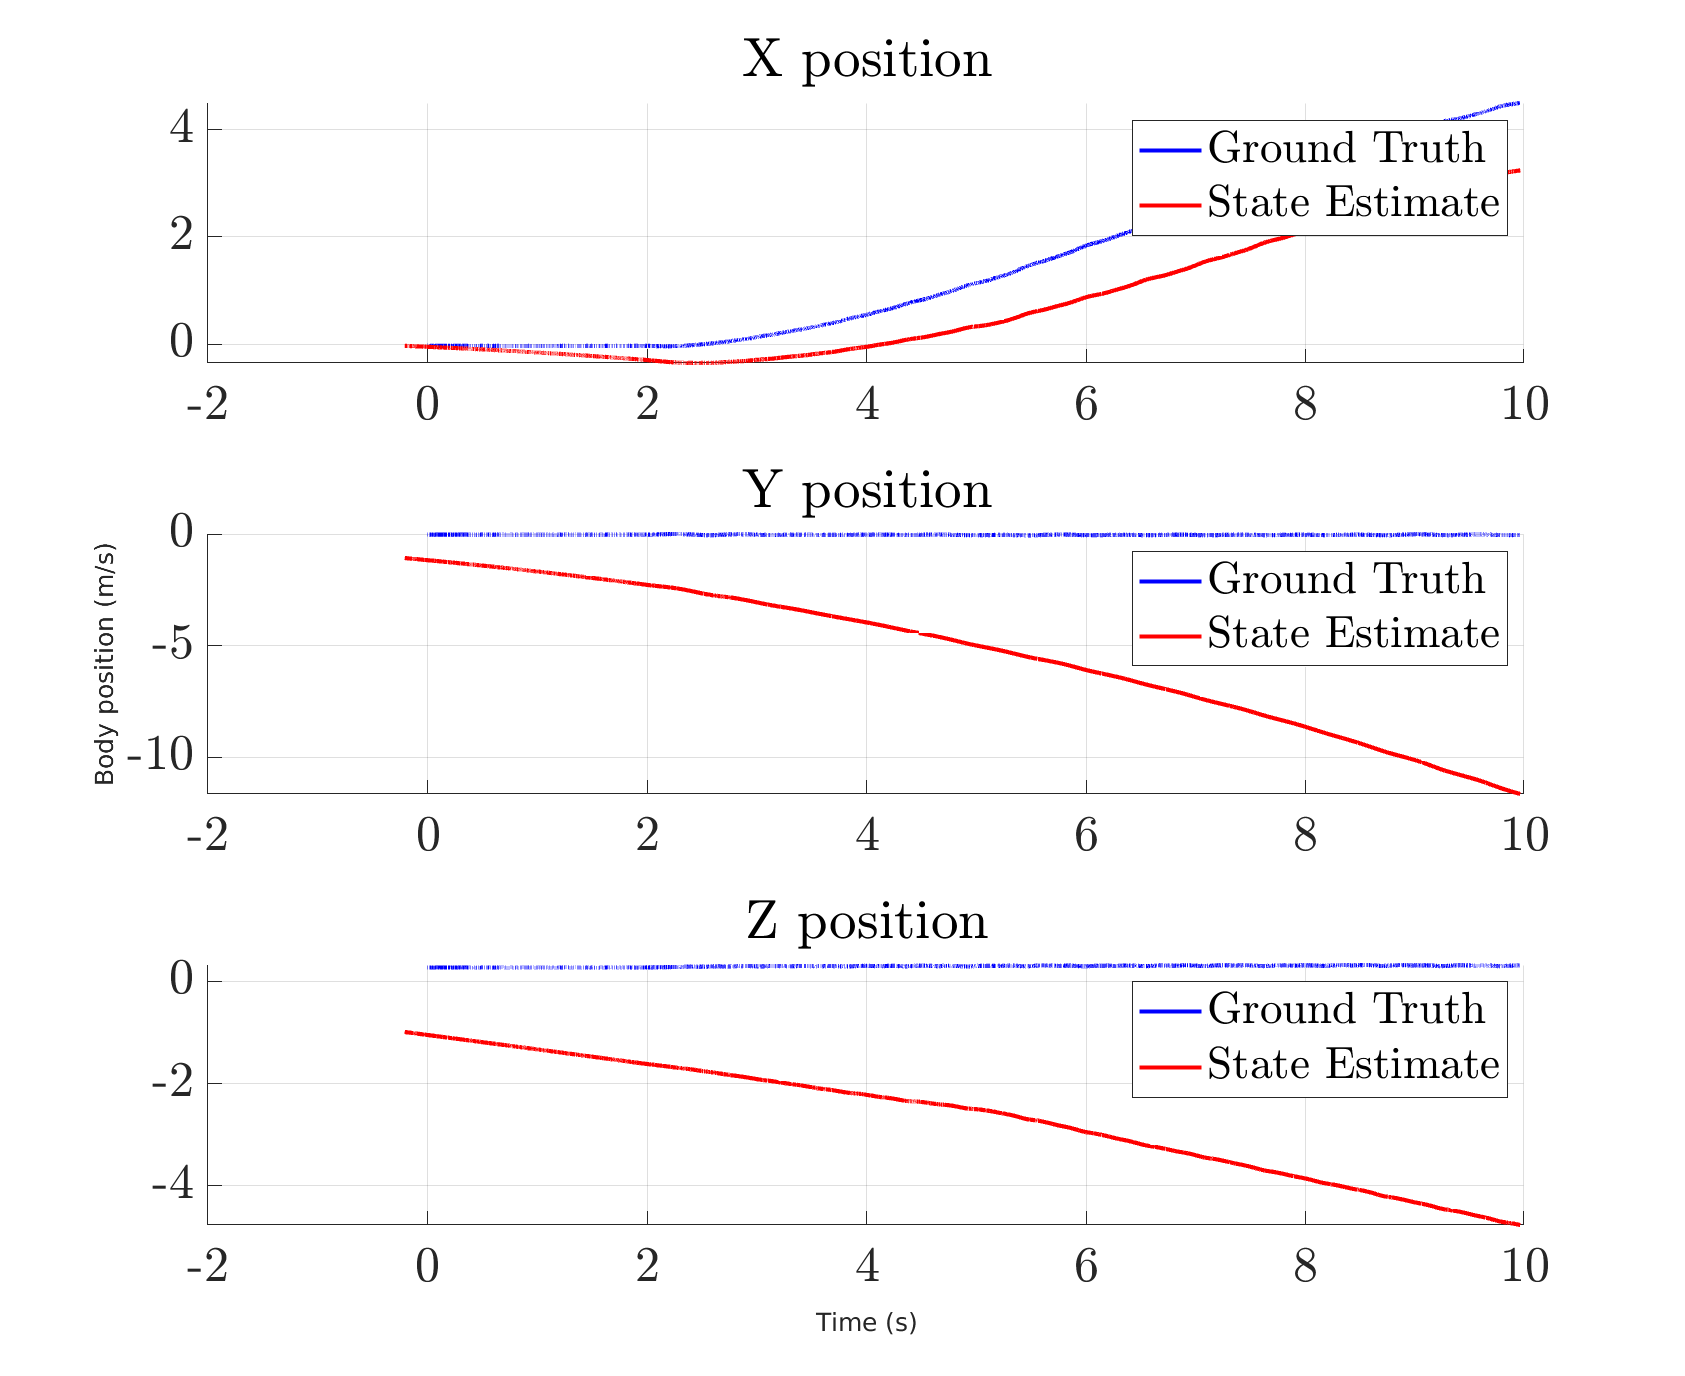 X position
4
2
0
Ground Truth
State Estimate
-2 0 2 4 6 8 10
Y position
0
-5
-10
Ground Truth
State Estimate
-2 0 2 4 6 8 10
Body position (m/s)
Z position
0
-2
-4
Ground Truth
State Estimate
-2 0 2 4 6 8 10
Time (s)